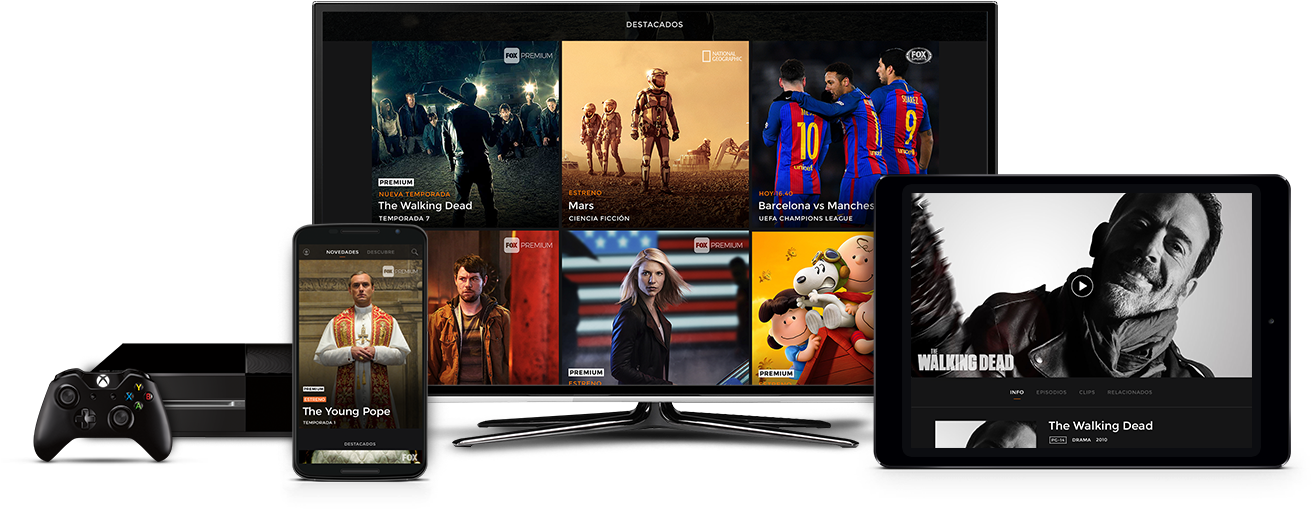 DESTACADOS
FOX PREMIUM
NATIONAL
GEOGRAPHIC
FOX
SPORTS
10
unicef
SUAREZ
9
unicef
PREMIUM
NUEVA TEMPORADA
The Walking Dead
TEMPORADA 7
ESTRENO
Mars
CIENCIA FICCIÓN
HOY 16:40
Barcelona vs Manches
UEFA CHAMPIONS LEAGUE
FOX PREMIUM
FOX PREMIUM
PREMIUM
ESTRENO
PREMIUM
ESTRENO
NOVEDADES DESCUBRE
FOX PREMIUM
PREMIUM
ESTRENO
The Young Pope
TEMPORADA 1
DESTACADOS
FOX
Y
X
B
A
THE
WALKING DEAD
INFO EPISODIOS CLIPS RELACIONADOS
The Walking Dead
PG-14 DRAMA 2010